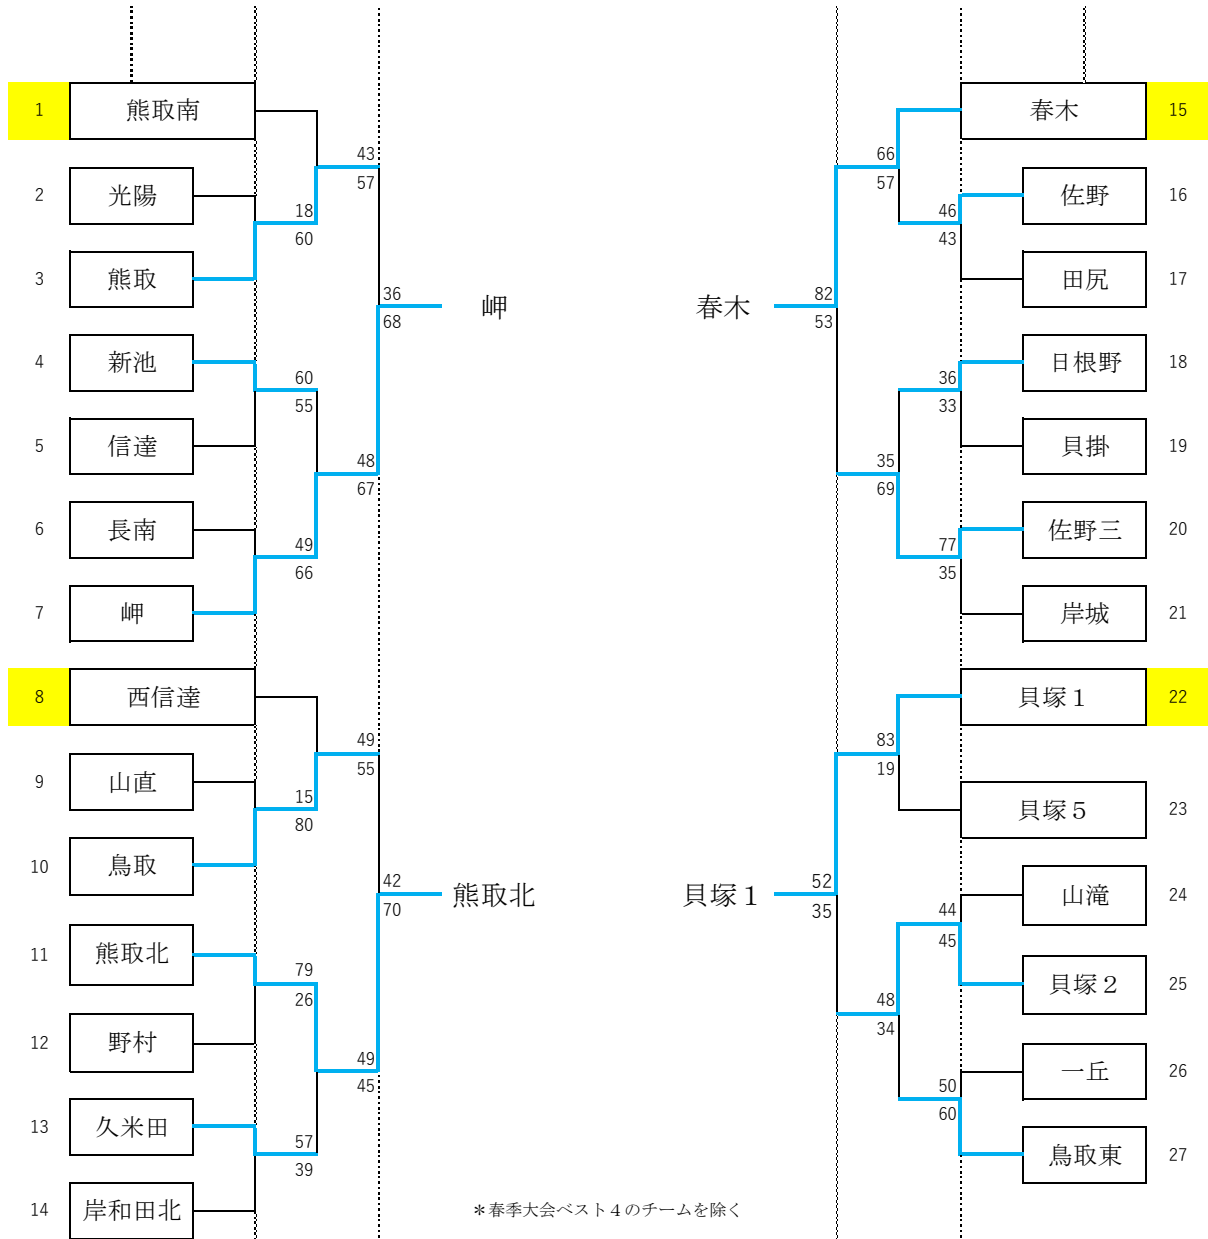 1
熊取南
2
光陽
3
熊取
4
新池
5
信達
6
長南
7
岬
8
西信達
9
山直
10
鳥取
11
熊取北
12
野村
13
久米田
14
岸和田北
18
60
60
55
49
66
15
80
79
26
57
39
43
57
48
67
49
55
49
45
36
68
42
70
岬
熊取北
春木
貝塚１
82
53
52
35
66
57
35
69
83
19
48
34
46
43
36
33
77
35
44
45
50
60
春木
15
佐野
16
田尻
17
日根野
18
貝掛
19
佐野三
20
岸城
21
貝塚１
22
貝塚５
23
山滝
24
貝塚２
25
一丘
26
鳥取東
27
＊春季大会ベスト４のチームを除く